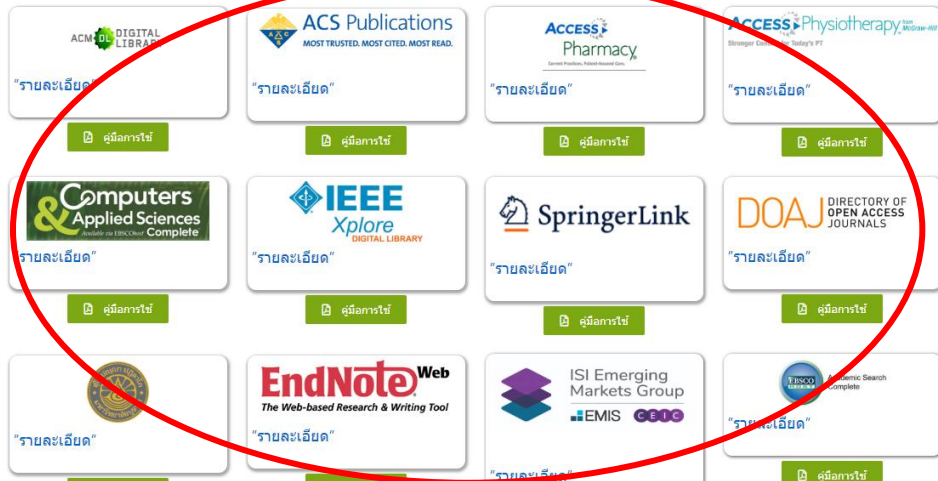 ACM DL DIGITAL LIBRARY
"รายละเอียด"
คู่มือการใช้
ACS Publications
MOST TRUSTED. MOST CITED. MOST READ.
"รายละเอียด"
คู่มือการใช้
ACCESS
Pharmacy
"รายละเอียด"
คู่มือการใช้
ACCESS Physiotherapy from McGraw-Hill
"รายละเอียด"
คู่มือการใช้
Computers
& Applied Sciences
Available via EBSCOhost Complete
"รายละเอียด"
คู่มือการใช้
IEEE
Xplore
DIGITAL LIBRARY
"รายละเอียด"
คู่มือการใช้
SpringerLink
"รายละเอียด"
คู่มือการใช้
DOAJ
DIRECTORY OF
OPEN ACCESS
JOURNALS
"รายละเอียด"
คู่มือการใช้
"รายละเอียด"
EndNote Web
The Web-based Research & Writing Tool
"รายละเอียด"
ISI Emerging
Markets Group
EMIS CEIC
"รายละเอียด"
EBSCO
HOST
Academic Search
Complete
"รายละเอียด"
คู่มือการใช้